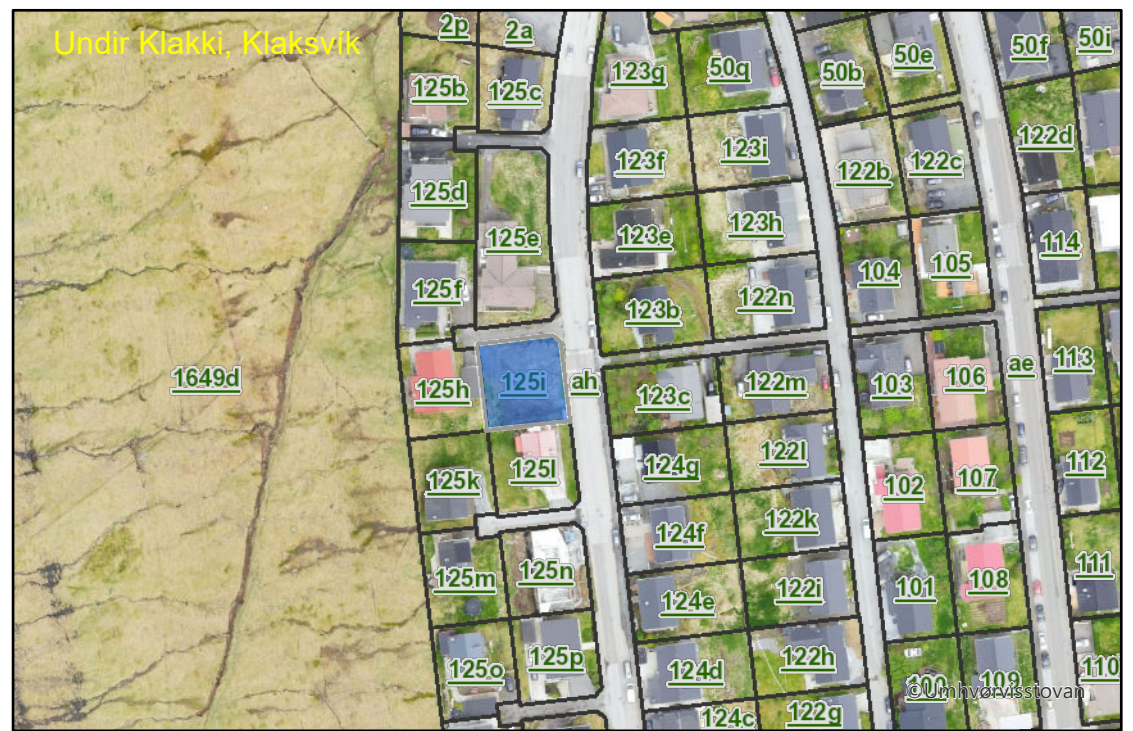 Undir Klakki, Klaksvík
2p
2a
123g
50q
50b
50e
50f
50i
125b
125c
123f
123i
122b
122c
122d
125d
125e
123e
123h
104
105
114
125f
123b
122n
1649d
125h
125i
ah
123c
122m
103
106
ae
113
125k
125l
124g
122l
102
107
112
125m
125n
124f
122k
101
108
111
124e
122i
125o
125p
124d
122h
100
109
110
124c
122g
©Umhvørvisstovan